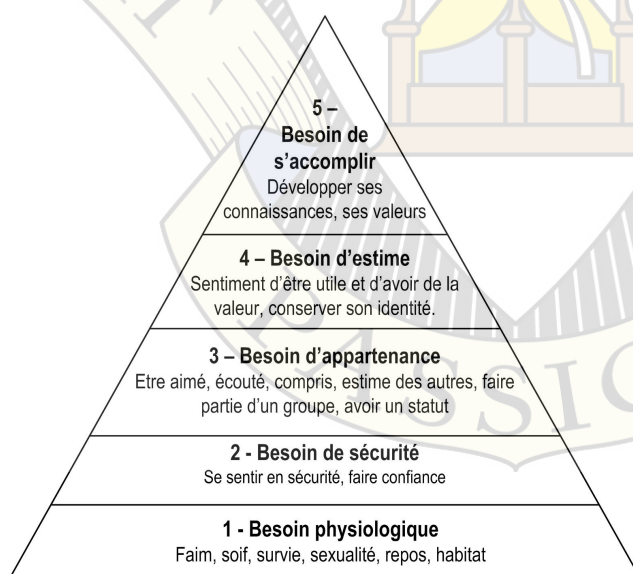 5 –
Besoin de
s’accomplir
Développer ses
connaissances, ses valeurs
4 – Besoin d’estime
Sentiment d’être utile et d’avoir de la
valeur, conserver son identité.
3 – Besoin d’appartenance
Etre aimé, écouté, compris, estime des autres, faire
partie d’un groupe, avoir un statut
2 - Besoin de sécurité
Se sentir en sécurité, faire confiance
1 - Besoin physiologique
Faim, soif, survie, sexualité, repos, habitat